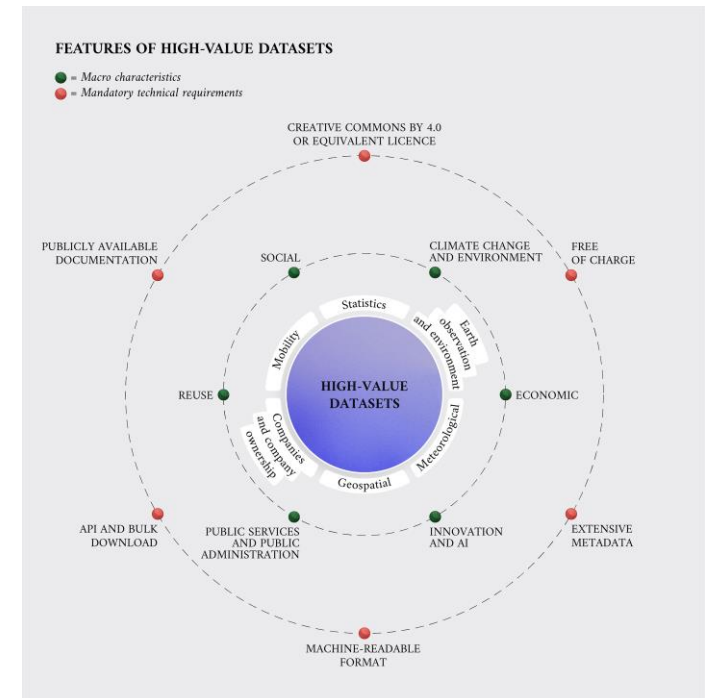 FEATURES OF HIGH-VALUE DATASETS
= Macro characteristics
= Mandatory technical requirements
CREATIVE COMMONS BY 4.0
OR EQUIVALENT LICENCE
PUBLICLY AVAILABLE
DOCUMENTATION
SOCIAL
CLIMATE CHANGE
AND ENVIRONMENT
FREE
OF CHARGE
Statistics
Earth
observation
and environment
Mobility
REUSE
HIGH-VALUE
DATASETS
ECONOMIC
Companies
and company
ownership
Meteorological
Geospatial
API AND BULK
DOWNLOAD
PUBLIC SERVICES
AND PUBLIC
ADMINISTRATION
INNOVATION
AND AI
EXTENSIVE
METADATA
MACHINE-READABLE
FORMAT